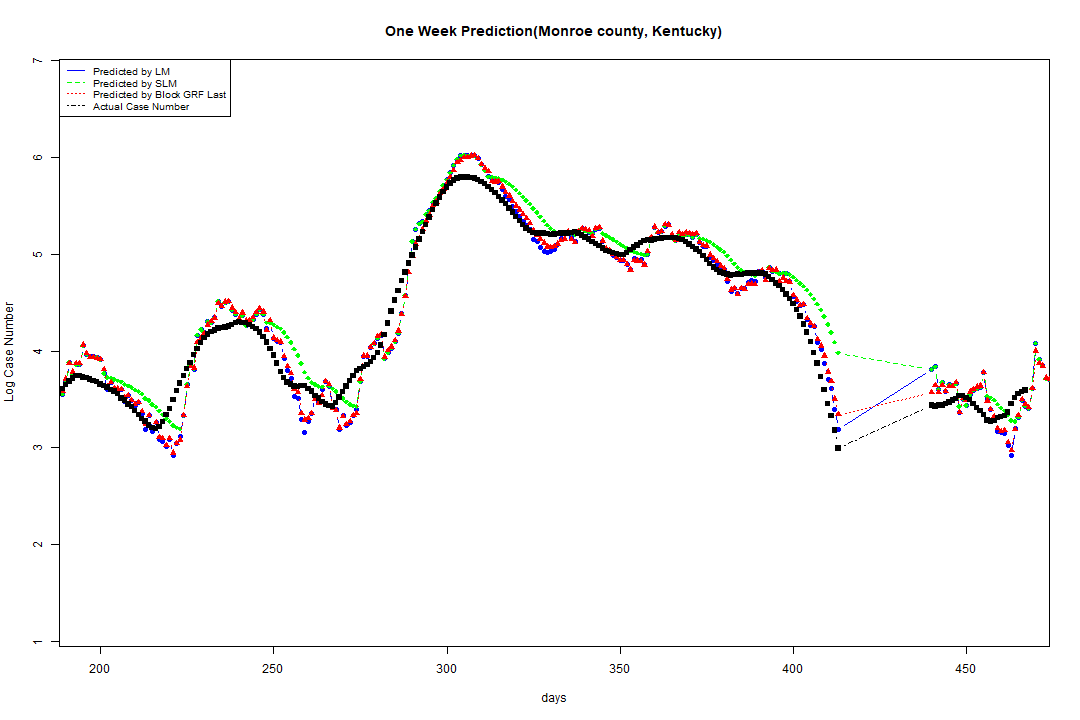 One Week Prediction(Monroe county, Kentucky)
Predicted by LM
Predicted by SLM
Predicted by Block GRF Last
Actual Case Number
Log Case Number
7
6
5
4
3
2
1
200 250 300 350 400 450
days